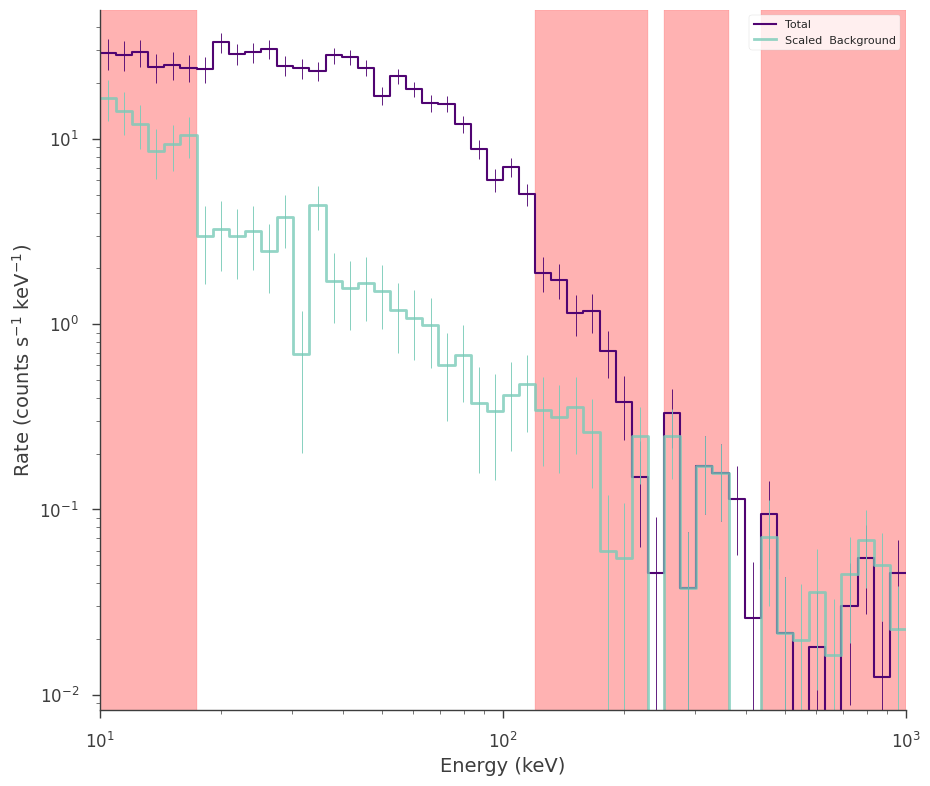 Total
Scaled  Background
Rate (counts s⁻¹ keV⁻¹)
10¹
10⁰
10⁻¹
10⁻²
10¹
10²
10³
Energy (keV)